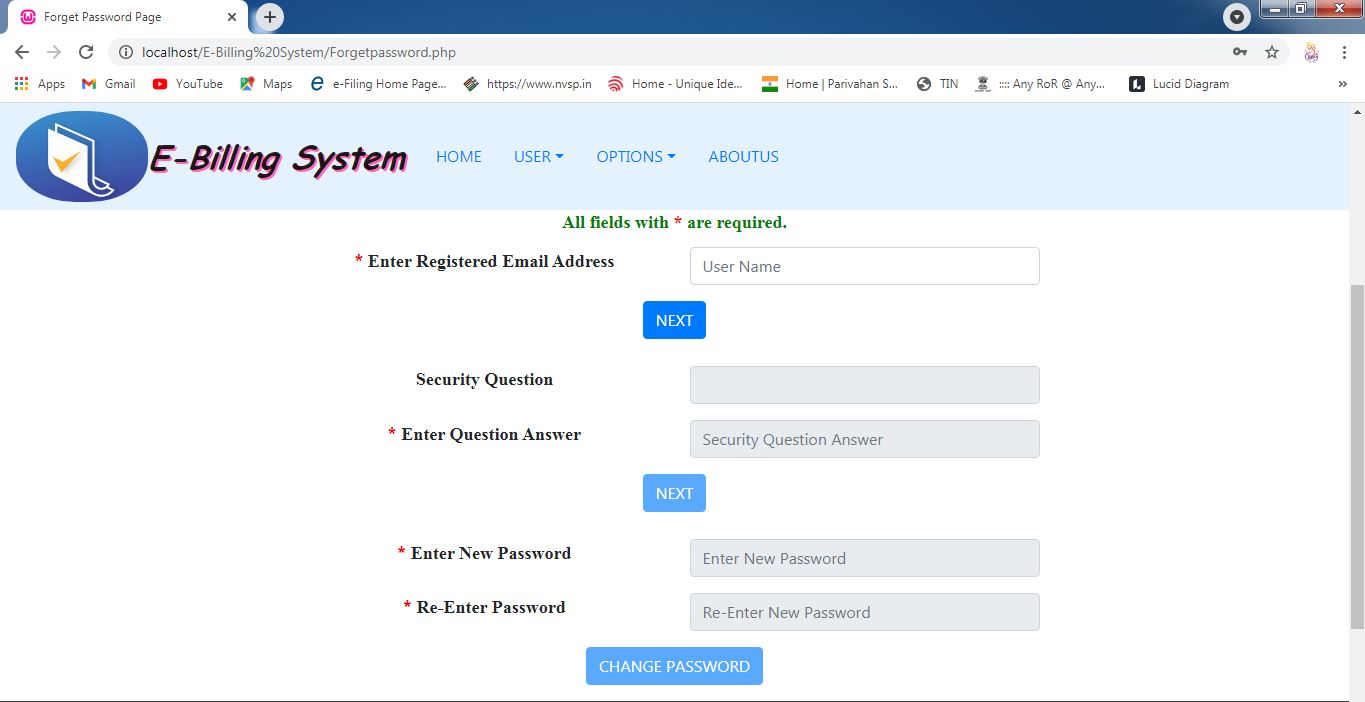 Forget Password Page
localhost/E-Billing%20System/Forgetpassword.php
Apps Gmail YouTube Maps e-Filing Home Page... https://www.nvsp.in Home - Unique Ide... Home | Parivahan S... TIN :::: Any RoR @ Any... Lucid Diagram »
E-Billing System HOME USER OPTIONS ABOUTUS
All fields with * are required.
* Enter Registered Email Address User Name
NEXT
Security Question
* Enter Question Answer Security Question Answer
NEXT
* Enter New Password Enter New Password
* Re-Enter Password Re-Enter New Password
CHANGE PASSWORD